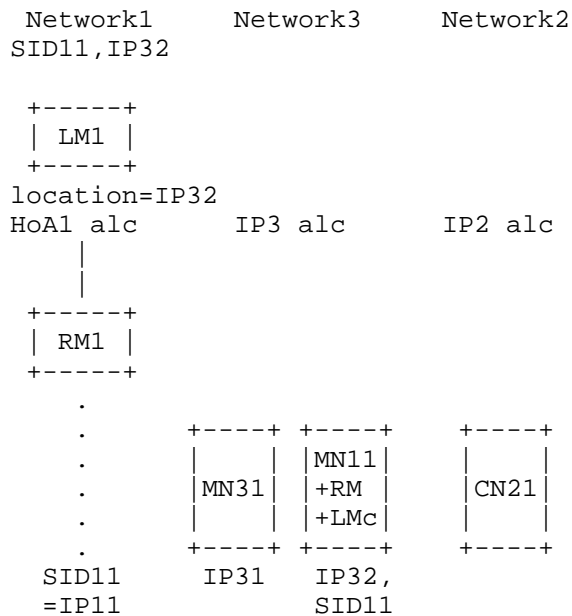 Network1 Network3 Network2
SID11,IP32
LM1
location=IP32
HoA1 alc IP3 alc IP2 alc
RM1
MN11
MN31 +RM CN21
+LMc
SID11 IP31 IP32,
=IP11 SID11